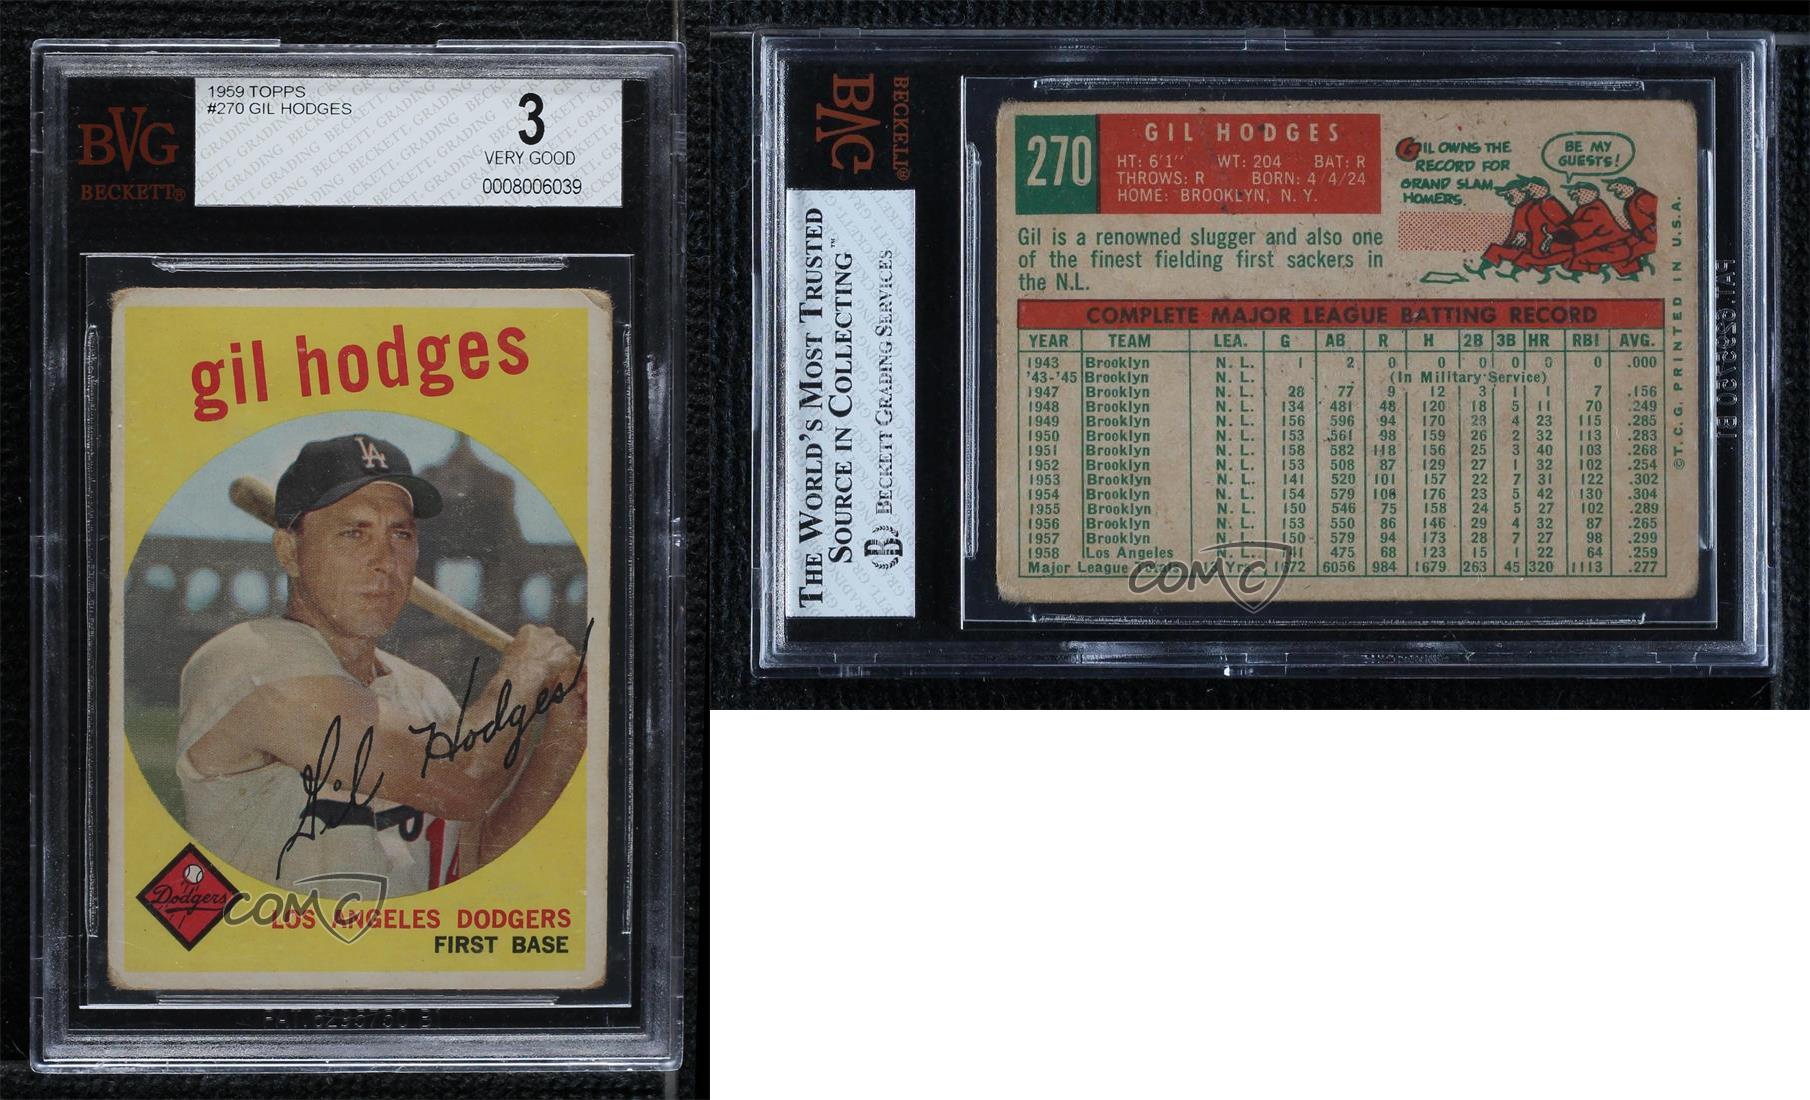 1959 TOPPS
#270 GIL HODGES
3
VERY GOOD
0008006039
BVG
BECKETT®
gil hodges
LA
Gil Hodges
Dodgers
LOS ANGELES DODGERS
FIRST BASE
COMC
PAT. 6295750 B1
BECKETT®
BVG
THE WORLD'S MOST TRUSTED
SOURCE IN COLLECTING™
BECKETT GRADING SERVICES
270
GIL HODGES
HT: 6'1" WT: 204 BAT: R
THROWS: R BORN: 4/4/24
HOME: BROOKLYN, N. Y.
GIL OWNS THE
RECORD FOR
GRAND SLAM
HOMERS.
BE MY
GUESTS!
Gil is a renowned slugger and also one
of the finest fielding first sackers in
the N.L.
COMPLETE MAJOR LEAGUE BATTING RECORD
YEAR TEAM LEA. G AB R H 2B 3B HR RBI AVG.
1943 Brooklyn N. L. 1 2 0 0 0 0 0 0 .000
'43-'45 Brooklyn N. L. (In Military Service)
1947 Brooklyn N. L. 28 77 9 12 3 1 1 7 .156
1948 Brooklyn N. L. 134 481 48 120 18 5 11 70 .249
1949 Brooklyn N. L. 156 596 94 170 23 4 23 115 .285
1950 Brooklyn N. L. 153 561 98 159 26 2 32 113 .283
1951 Brooklyn N. L. 158 582 118 156 25 3 40 103 .268
1952 Brooklyn N. L. 153 508 87 129 27 1 32 102 .254
1953 Brooklyn N. L. 141 520 101 157 22 7 31 122 .302
1954 Brooklyn N. L. 154 579 106 176 23 5 42 130 .304
1955 Brooklyn N. L. 150 546 75 158 24 5 27 102 .289
1956 Brooklyn N. L. 153 550 86 146 29 4 32 87 .265
1957 Brooklyn N. L. 150 579 94 173 28 7 27 98 .299
1958 Los Angeles N. L. 141 475 68 123 15 1 22 64 .259
Major League Totals 13 Yrs. 1672 6056 984 1679 263 45 320 1113 .277
©T.C.G. PRINTED IN U.S.A.
COMC
PAT. 6295750 B1